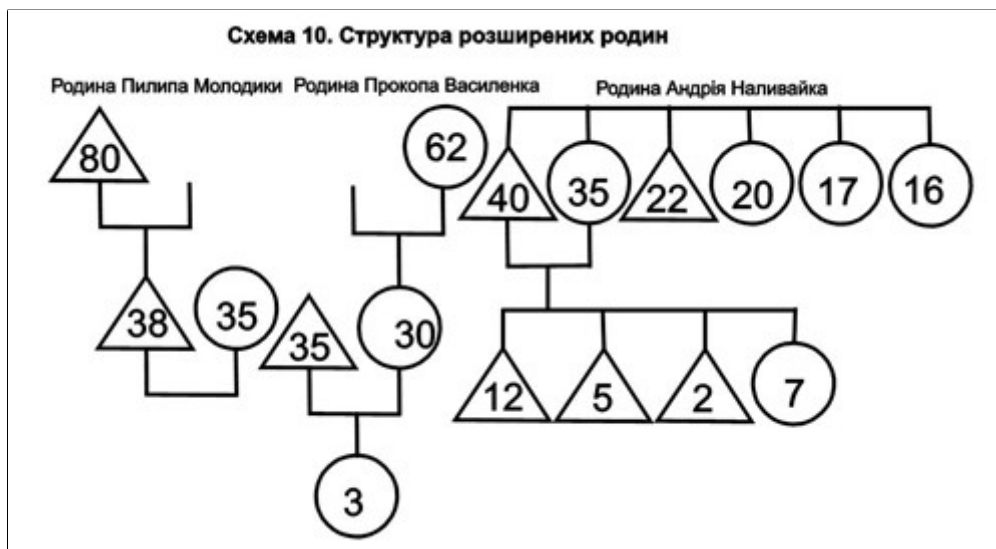 Схема 10. Структура розширених родин
Родина Пилипа Молодики Родина Прокопа Василенка Родина Андрія Наливайка
80 62 40 35 22 20 17 16
38 35 35 30
12 5 2 7
3